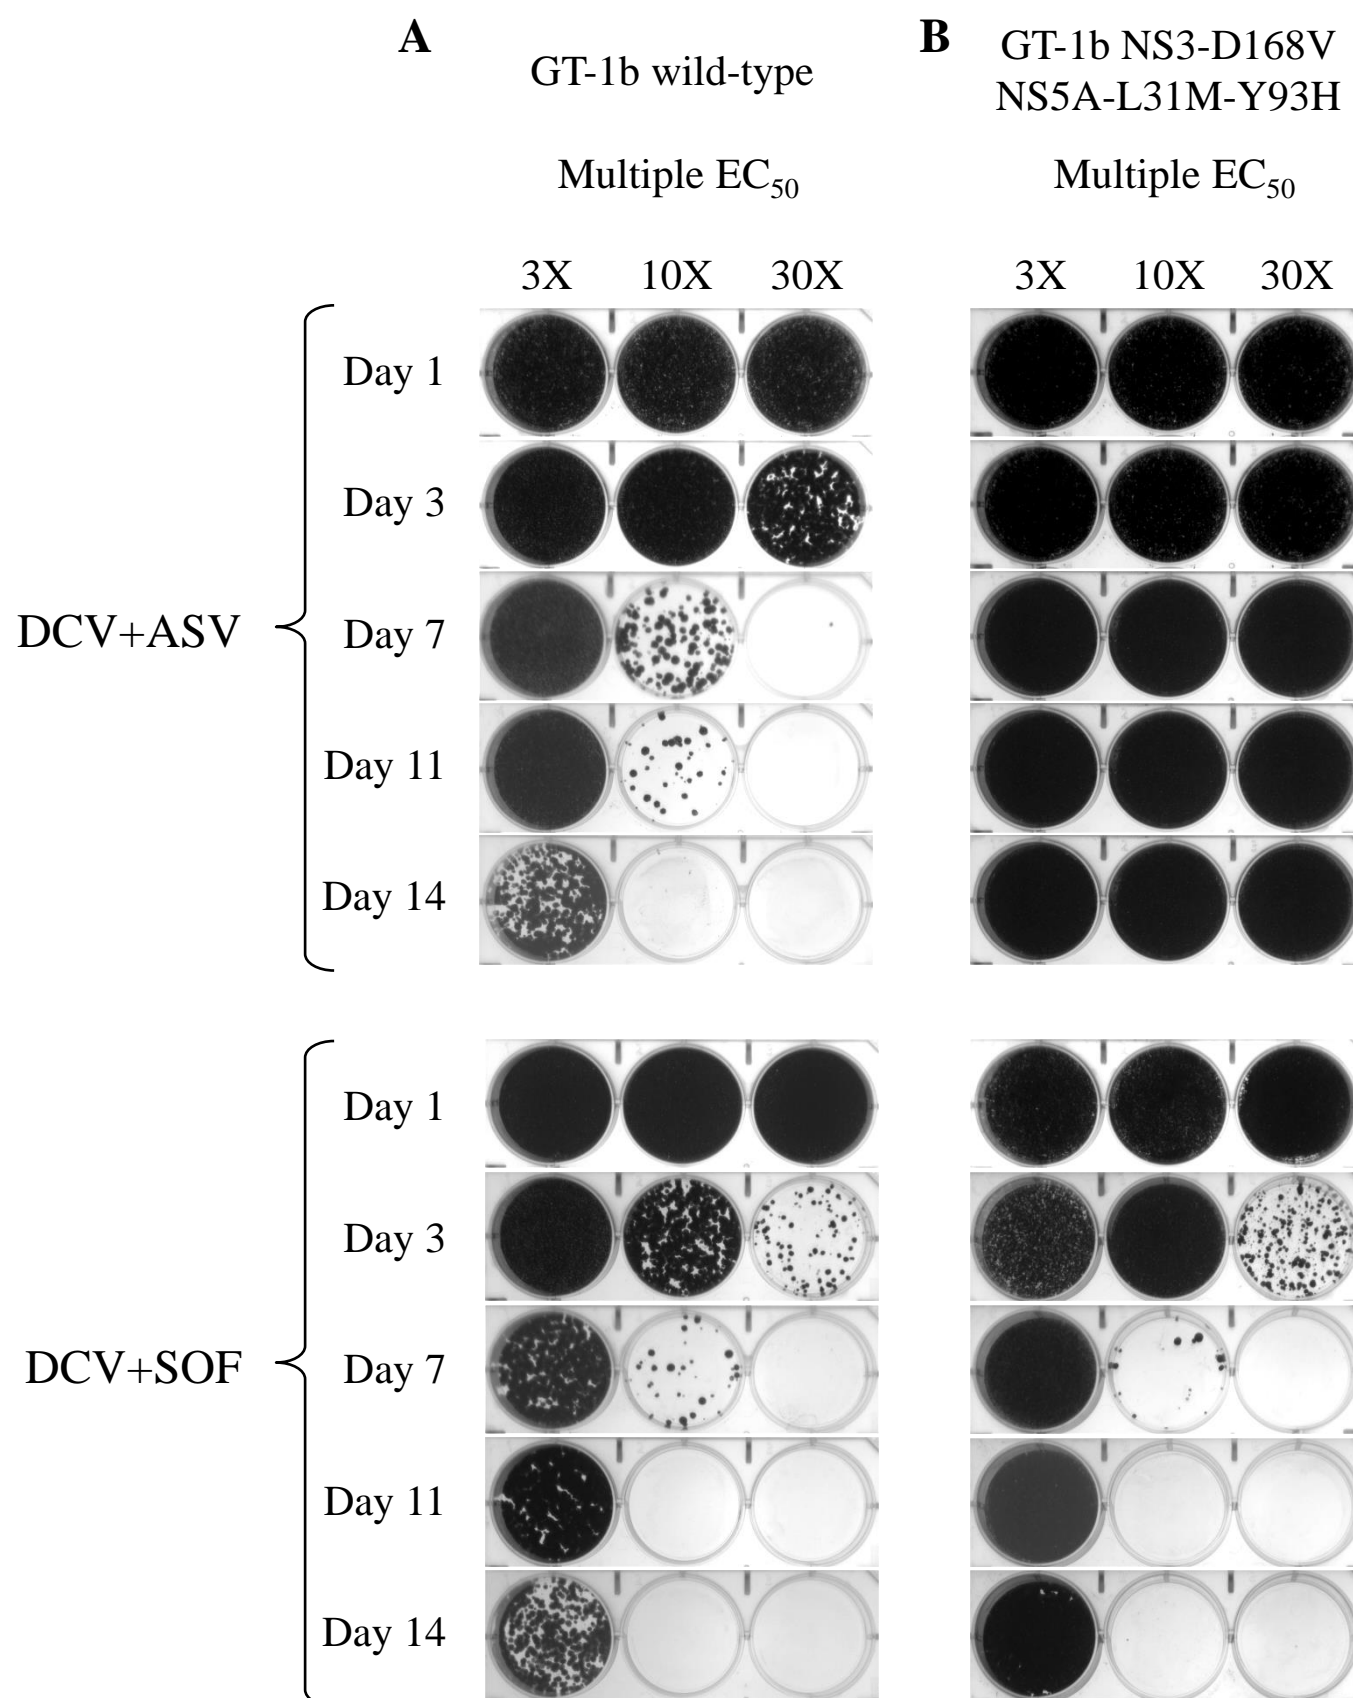 A
GT-1b wild-type
B
GT-1b NS3-D168V
NS5A-L31M-Y93H
Multiple EC50
Multiple EC50
3X 10X 30X
3X 10X 30X
DCV+ASV
Day 1
Day 3
Day 7
Day 11
Day 14
DCV+SOF
Day 1
Day 3
Day 7
Day 11
Day 14